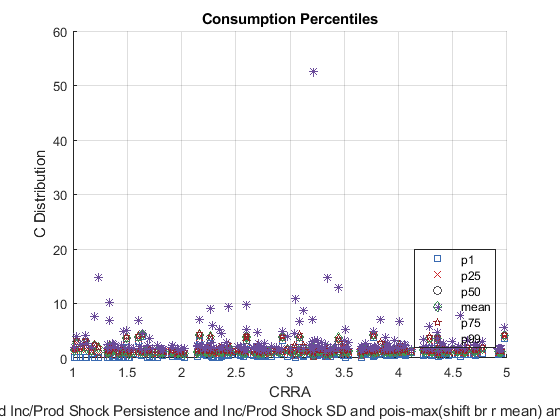 Consumption Percentiles
60
50
40
30
20
10
0
C Distribution
p1
p25
p50
mean
p75
p99
1
1.5
2
2.5
3
3.5
4
4.5
5
CRRA
d Inc/Prod Shock Persistence and Inc/Prod Shock SD and pois-max(shift br r mean) an